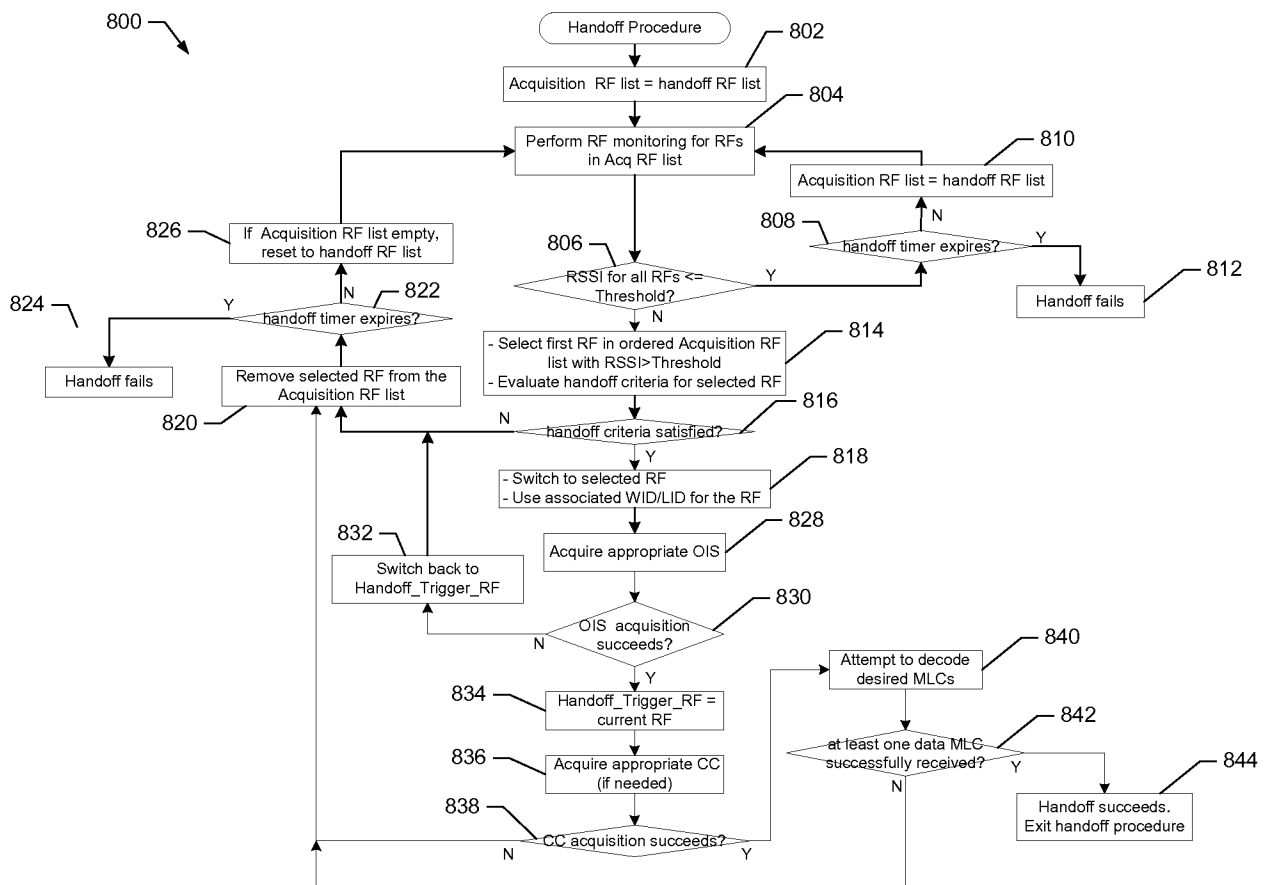 800
Handoff Procedure
802
Acquisition RF list = handoff RF list
804
Perform RF monitoring for RFs
in Acq RF list
810
Acquisition RF list = handoff RF list
N
808
handoff timer expires?
Y
812
Handoff fails
826
If Acquisition RF list empty,
reset to handoff RF list
806
RSSI for all RFs <=
Threshold?
Y
N
824
Y
N
822
handoff timer expires?
Handoff fails
814
- Select first RF in ordered Acquisition RF
list with RSSI>Threshold
- Evaluate handoff criteria for selected RF
Remove selected RF from the
Acquisition RF list
820
N
816
handoff criteria satisfied?
Y
818
- Switch to selected RF
- Use associated WID/LID for the RF
828
Acquire appropriate OIS
832
Switch back to
Handoff_Trigger_RF
830
OIS acquisition
succeeds?
N
Y
834
Handoff_Trigger_RF =
current RF
836
Acquire appropriate CC
(if needed)
838
CC acquisition succeeds?
N
Y
840
Attempt to decode
desired MLCs
842
at least one data MLC
successfully received?
Y
N
844
Handoff succeeds.
Exit handoff procedure